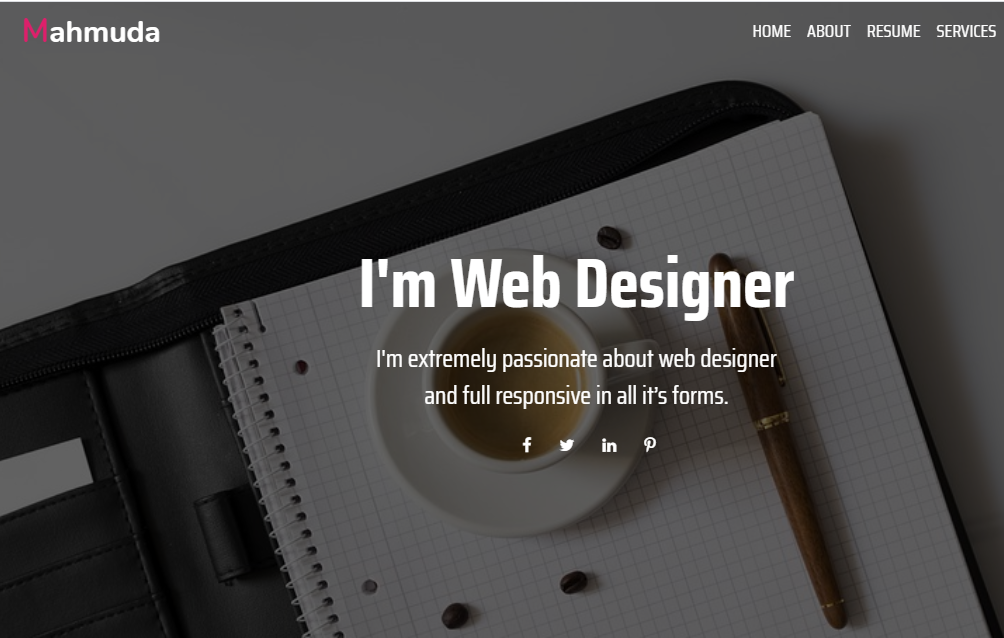 Mahmuda
HOME ABOUT RESUME SERVICES
I'm Web Designer
I'm extremely passionate about web designer
and full responsive in all it’s forms.